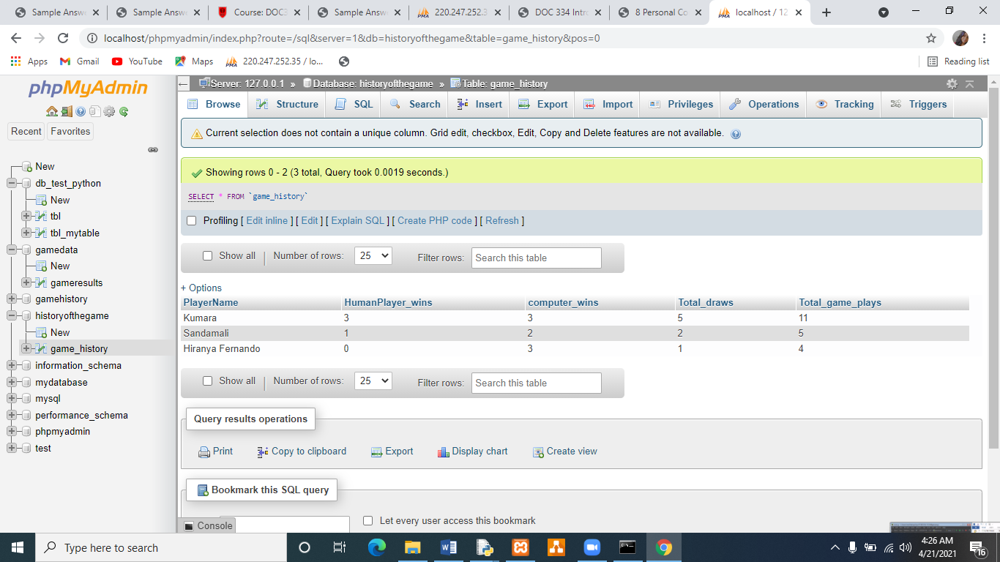 Sample Answ
Sample Answ
Course: DOC3
Sample Answ
220.247.252.3
DOC 334 Intr
8 Personal Co
localhost / 12
localhost/phpmyadmin/index.php?route=/sql&server=1&db=historyofthegame&table=game_history&pos=0
Apps
Gmail
YouTube
Maps
220.247.252.35 / lo...
Reading list
phpMyAdmin
Recent
Favorites
New
db_test_python
New
tbl
tbl_mytable
gamedata
New
gameresults
gamehistory
historyofthegame
New
game_history
information_schema
mydatabase
mysql
performance_schema
phpmyadmin
test
Server: 127.0.0.1 » Database: historyofthegame » Table: game_history
Browse Structure SQL Search Insert Export Import Privileges Operations Tracking Triggers
Current selection does not contain a unique column. Grid edit, checkbox, Edit, Copy and Delete features are not available.
Showing rows 0 - 2 (3 total, Query took 0.0019 seconds.)
SELECT * FROM `game_history`
Profiling [ Edit inline ] [ Edit ] [ Explain SQL ] [ Create PHP code ] [ Refresh ]
Show all Number of rows: 25 Filter rows: Search this table
+ Options
PlayerName HumanPlayer_wins computer_wins Total_draws Total_game_plays
Kumara 3 3 5 11
Sandamali 1 2 2 5
Hiranya Fernando 0 3 1 4
Show all Number of rows: 25 Filter rows: Search this table
Query results operations
Print Copy to clipboard Export Display chart Create view
Bookmark this SQL query
Let every user access this bookmark
Console
Type here to search
4:26 AM
4/21/2021
16